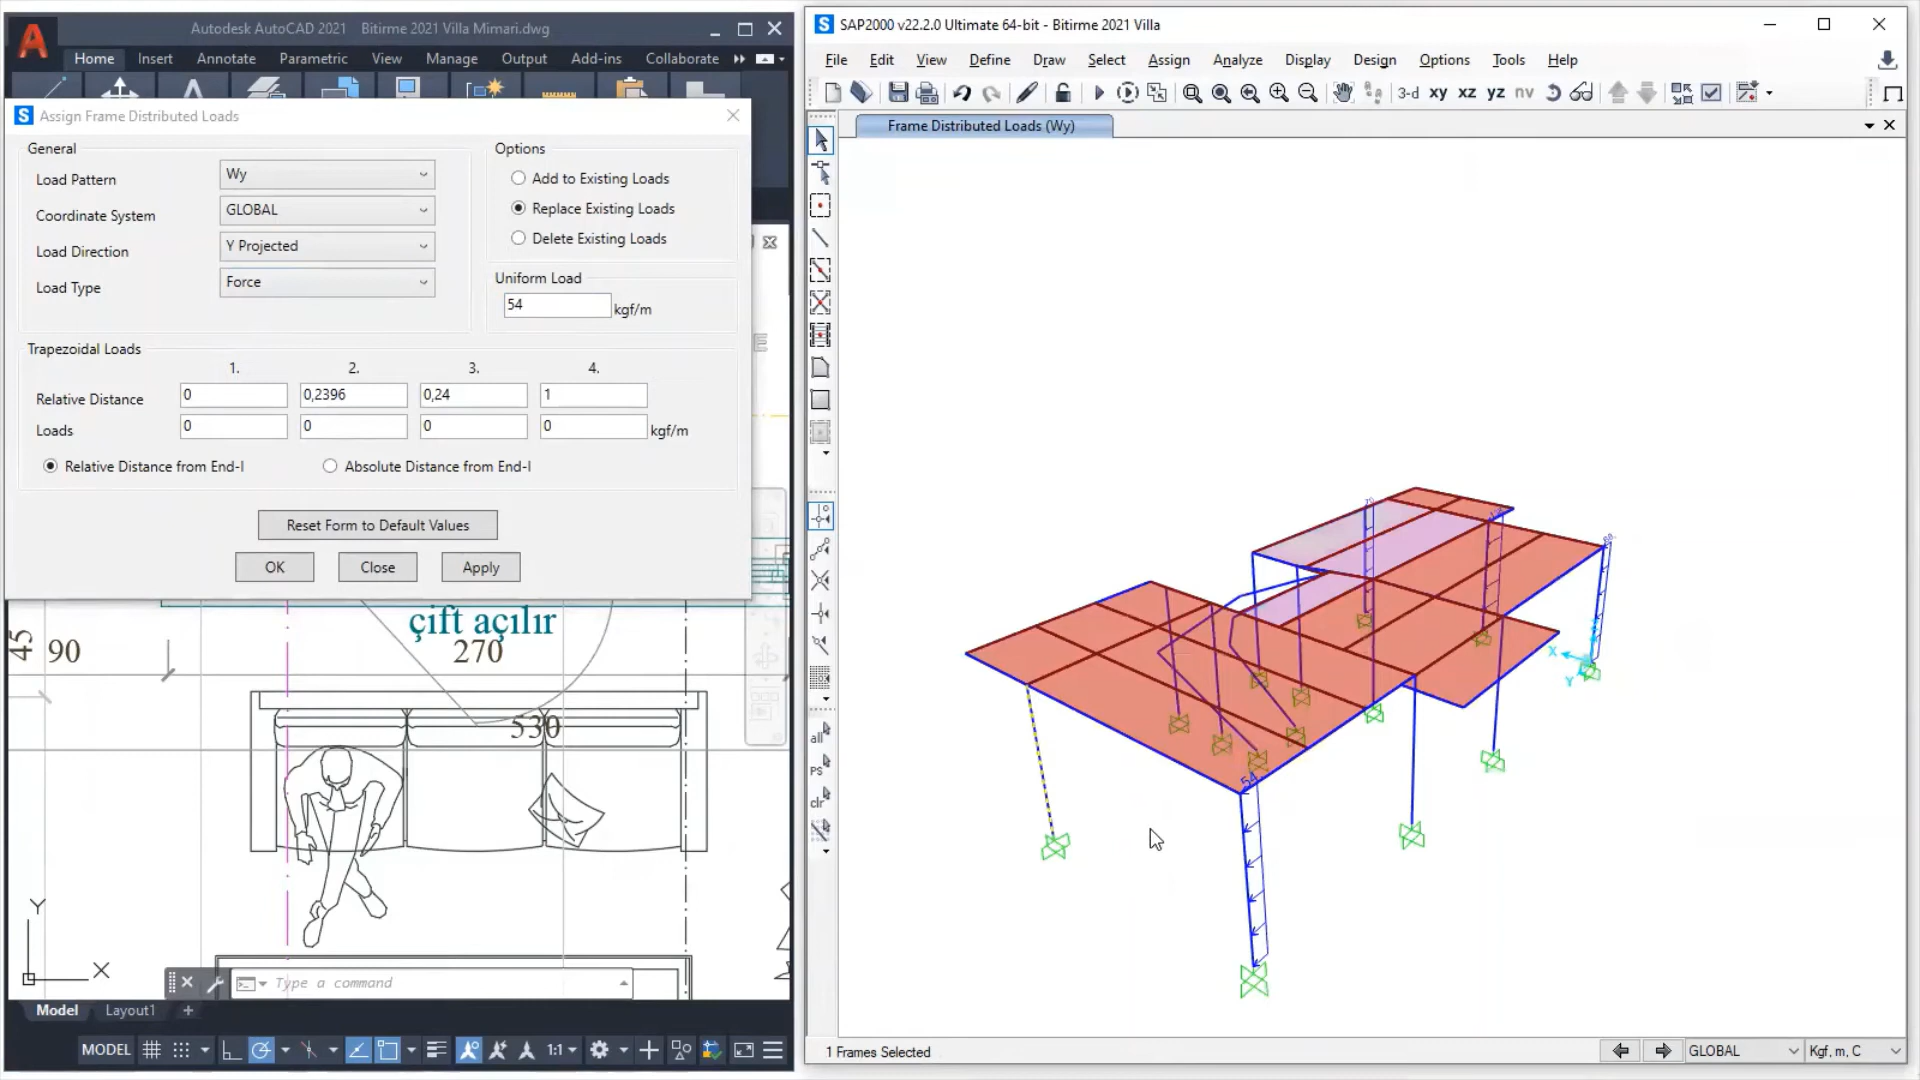 Autodesk AutoCAD 2021 Bitirme 2021 Villa Mimari.dwg
Home Insert Annotate Parametric View Manage Output Add-ins Collaborate
Assign Frame Distributed Loads
General
Load Pattern Wy
Coordinate System GLOBAL
Load Direction Y Projected
Load Type Force
Options
Add to Existing Loads
Replace Existing Loads
Delete Existing Loads
Uniform Load
54 kgf/m
Trapezoidal Loads
1. 2. 3. 4.
Relative Distance 0 0,2396 0,24 1
Loads 0 0 0 0 kgf/m
Relative Distance from End-I Absolute Distance from End-I
Reset Form to Default Values
OK Close Apply
çift açılır
45 90 270
530
Y
X
Type a command
Model Layout1 +
MODEL 1:1
SAP2000 v22.2.0 Ultimate 64-bit - Bitirme 2021 Villa
File Edit View Define Draw Select Assign Analyze Display Design Options Tools Help
3-d xy xz yz nv
Frame Distributed Loads (Wy)
all
PS
clr
54
X
Y
1 Frames Selected GLOBAL Kgf, m, C